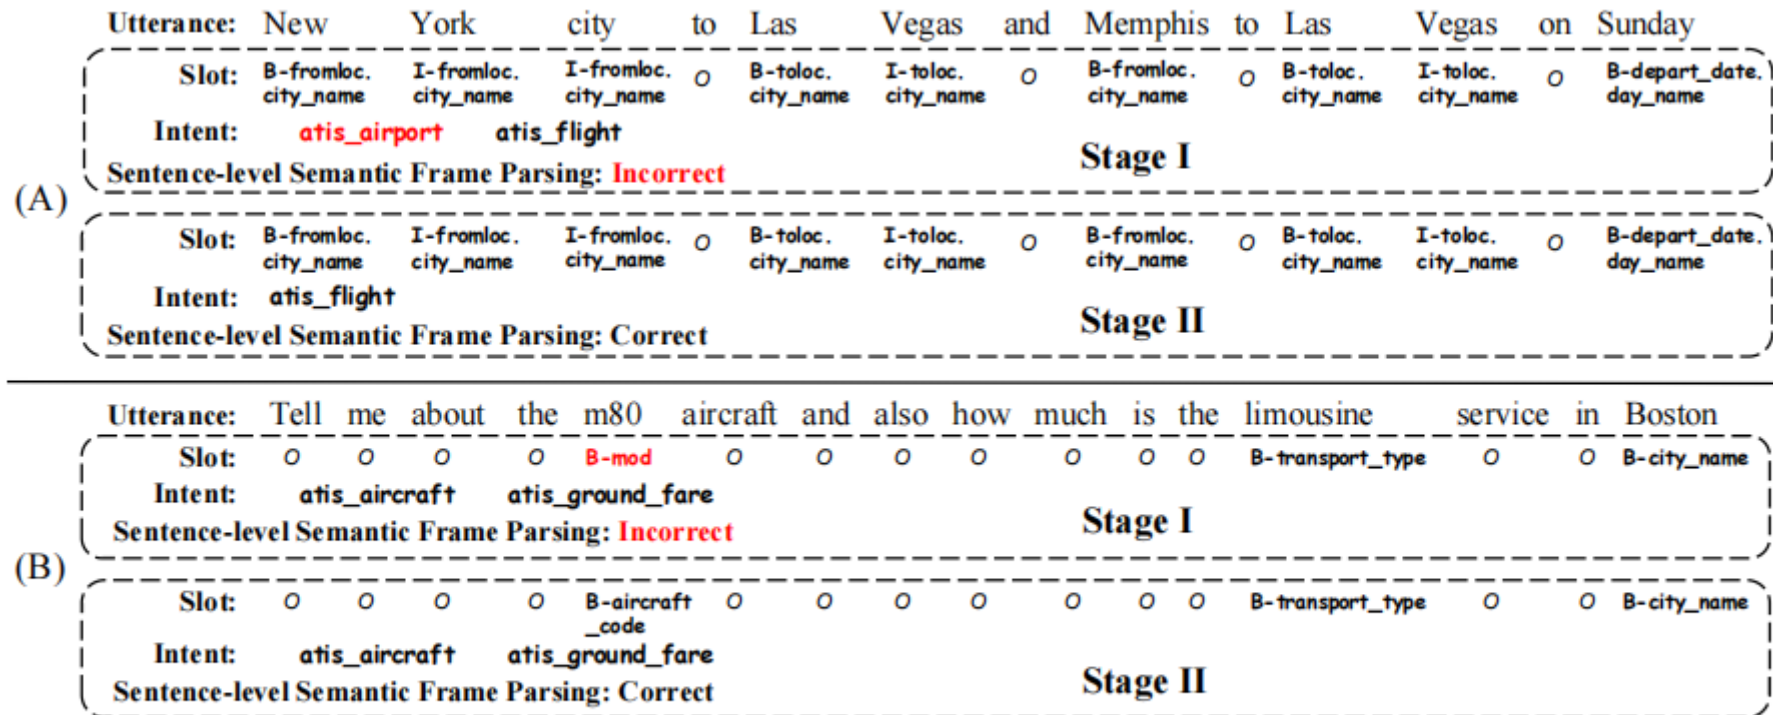 Utterance: New York city to Las Vegas and Memphis to Las Vegas on Sunday
Slot: B-fromloc. I-fromloc. I-fromloc. O B-toloc. I-toloc. O B-fromloc. O B-toloc. I-toloc. O B-depart_date.
city_name city_name city_name city_name city_name city_name city_name city_name day_name
Intent: atis_airport atis_flight
Stage I
Sentence-level Semantic Frame Parsing: Incorrect
(A)
Slot: B-fromloc. I-fromloc. I-fromloc. O B-toloc. I-toloc. O B-fromloc. O B-toloc. I-toloc. O B-depart_date.
city_name city_name city_name city_name city_name city_name city_name city_name day_name
Intent: atis_flight
Stage II
Sentence-level Semantic Frame Parsing: Correct
Utterance: Tell me about the m80 aircraft and also how much is the limousine service in Boston
Slot: O O O O B-mod O O O O O O O B-transport_type O O B-city_name
Intent: atis_aircraft atis_ground_fare
Stage I
Sentence-level Semantic Frame Parsing: Incorrect
(B)
Slot: O O O O B-aircraft O O O O O O O B-transport_type O O B-city_name
_code
Intent: atis_aircraft atis_ground_fare
Stage II
Sentence-level Semantic Frame Parsing: Correct